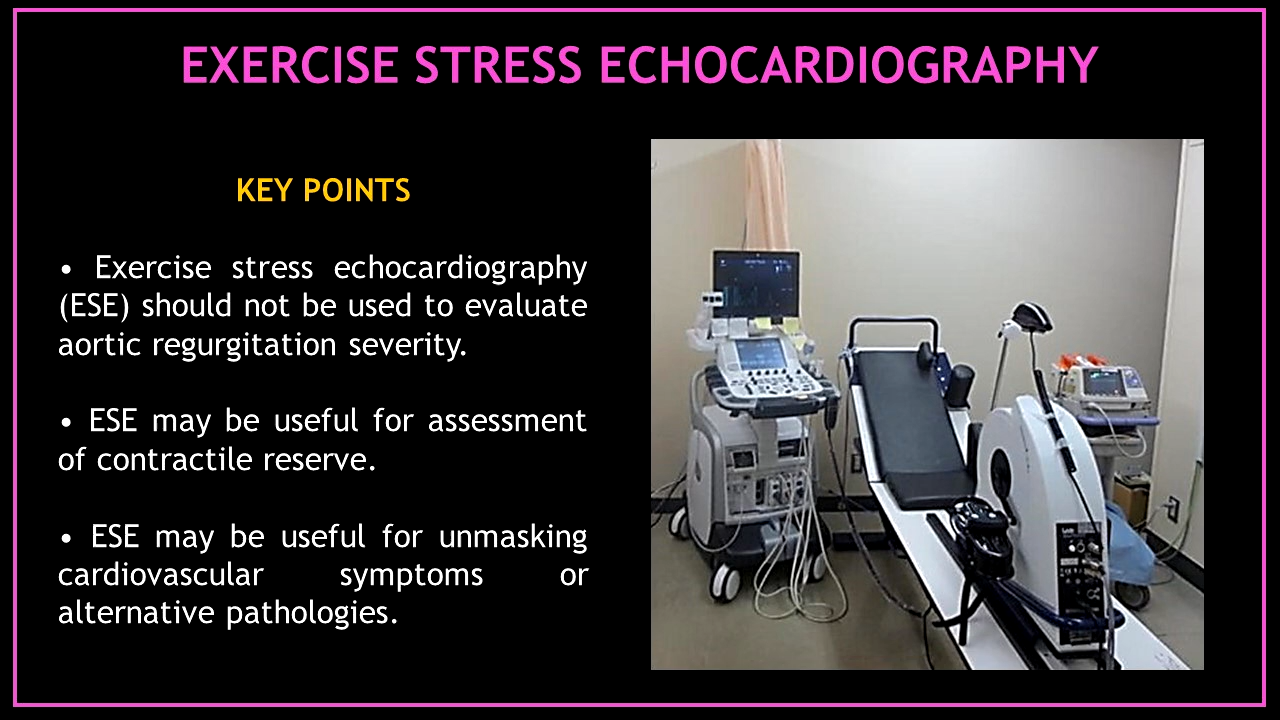 EXERCISE STRESS ECHOCARDIOGRAPHY
KEY POINTS
• Exercise stress echocardiography
(ESE) should not be used to evaluate
aortic regurgitation severity.
• ESE may be useful for assessment
of contractile reserve.
• ESE may be useful for unmasking
cardiovascular symptoms or
alternative pathologies.